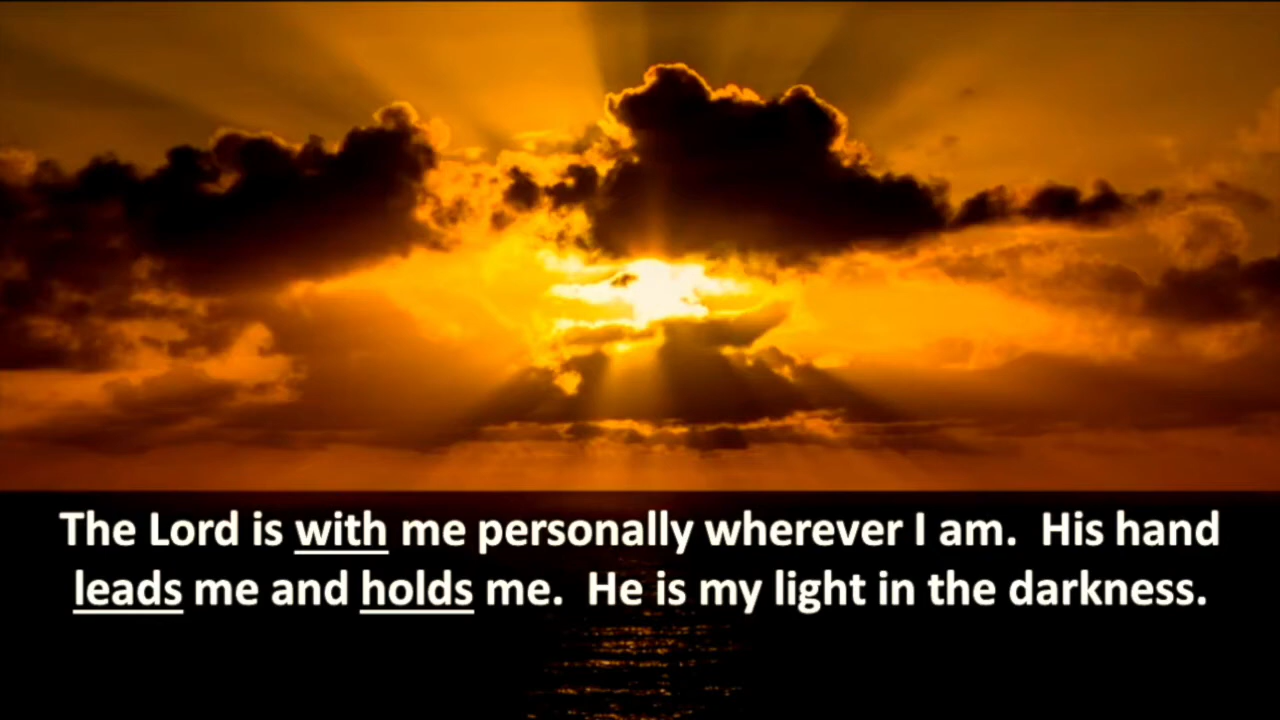 The Lord is with me personally wherever I am.  His hand
leads me and holds me.  He is my light in the darkness.